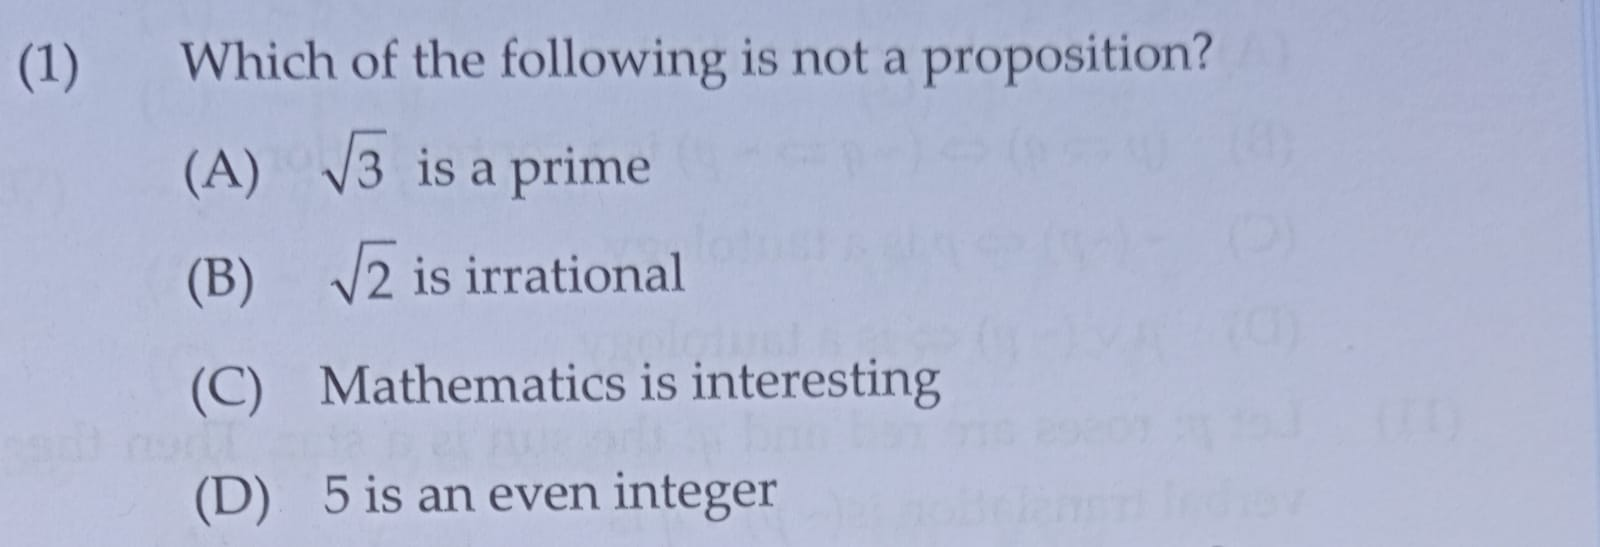 (1) Which of the following is not a proposition?
(A) √3 is a prime
(B) √2 is irrational
(C) Mathematics is interesting
(D) 5 is an even integer